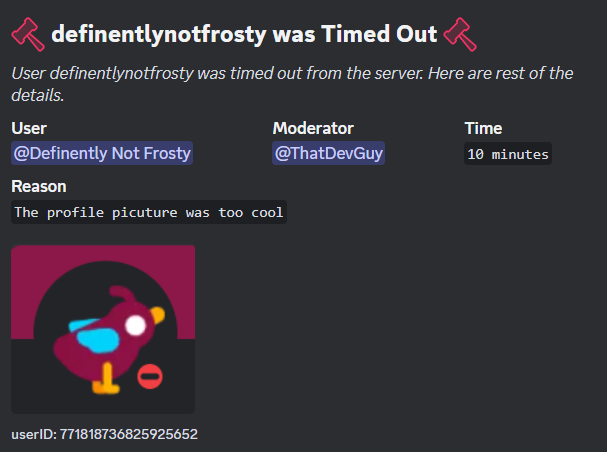 definentlynotfrosty was Timed Out
User definentlynotfrosty was timed out from the server. Here are rest of the
details.
User Moderator Time
@Definently Not Frosty @ThatDevGuy 10 minutes
Reason
The profile picuture was too cool
userID: 771818736825925652